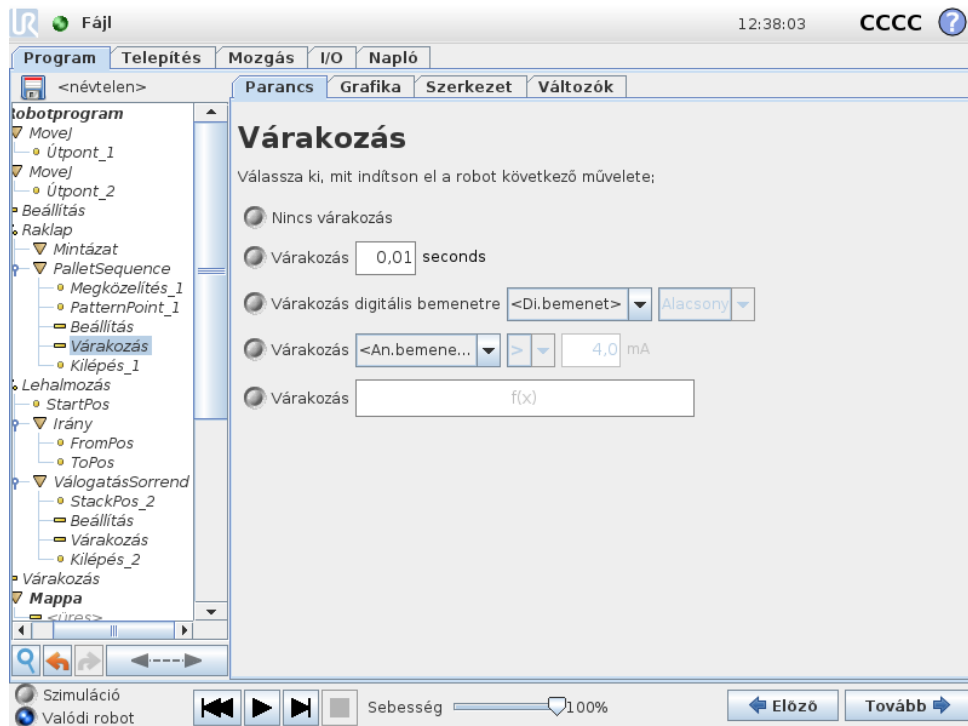 UR Fájl 12:38:03 CCCC ?
Program Telepítés Mozgás I/O Napló
<névtelen>
Parancs Grafika Szerkezet Változók
Robotprogram
MoveJ
Útpont_1
MoveJ
Útpont_2
Beállítás
Raklap
Mintázat
PalletSequence
Megközelítés_1
PatternPoint_1
Beállítás
Várakozás
Kilépés_1
Lehalmozás
StartPos
Irány
FromPos
ToPos
VálogatásSorrend
StackPos_2
Beállítás
Várakozás
Kilépés_2
Várakozás
Mappa
<üres>
Várakozás
Válassza ki, mit indítson el a robot következő művelete;
Nincs várakozás
Várakozás 0,01 seconds
Várakozás digitális bemenetre <Di.bemenet> Alacsony
Várakozás <An.bemene... > 4,0 mA
Várakozás f(x)
Szimuláció
Valódi robot
Sebesség 100%
Előző
Tovább